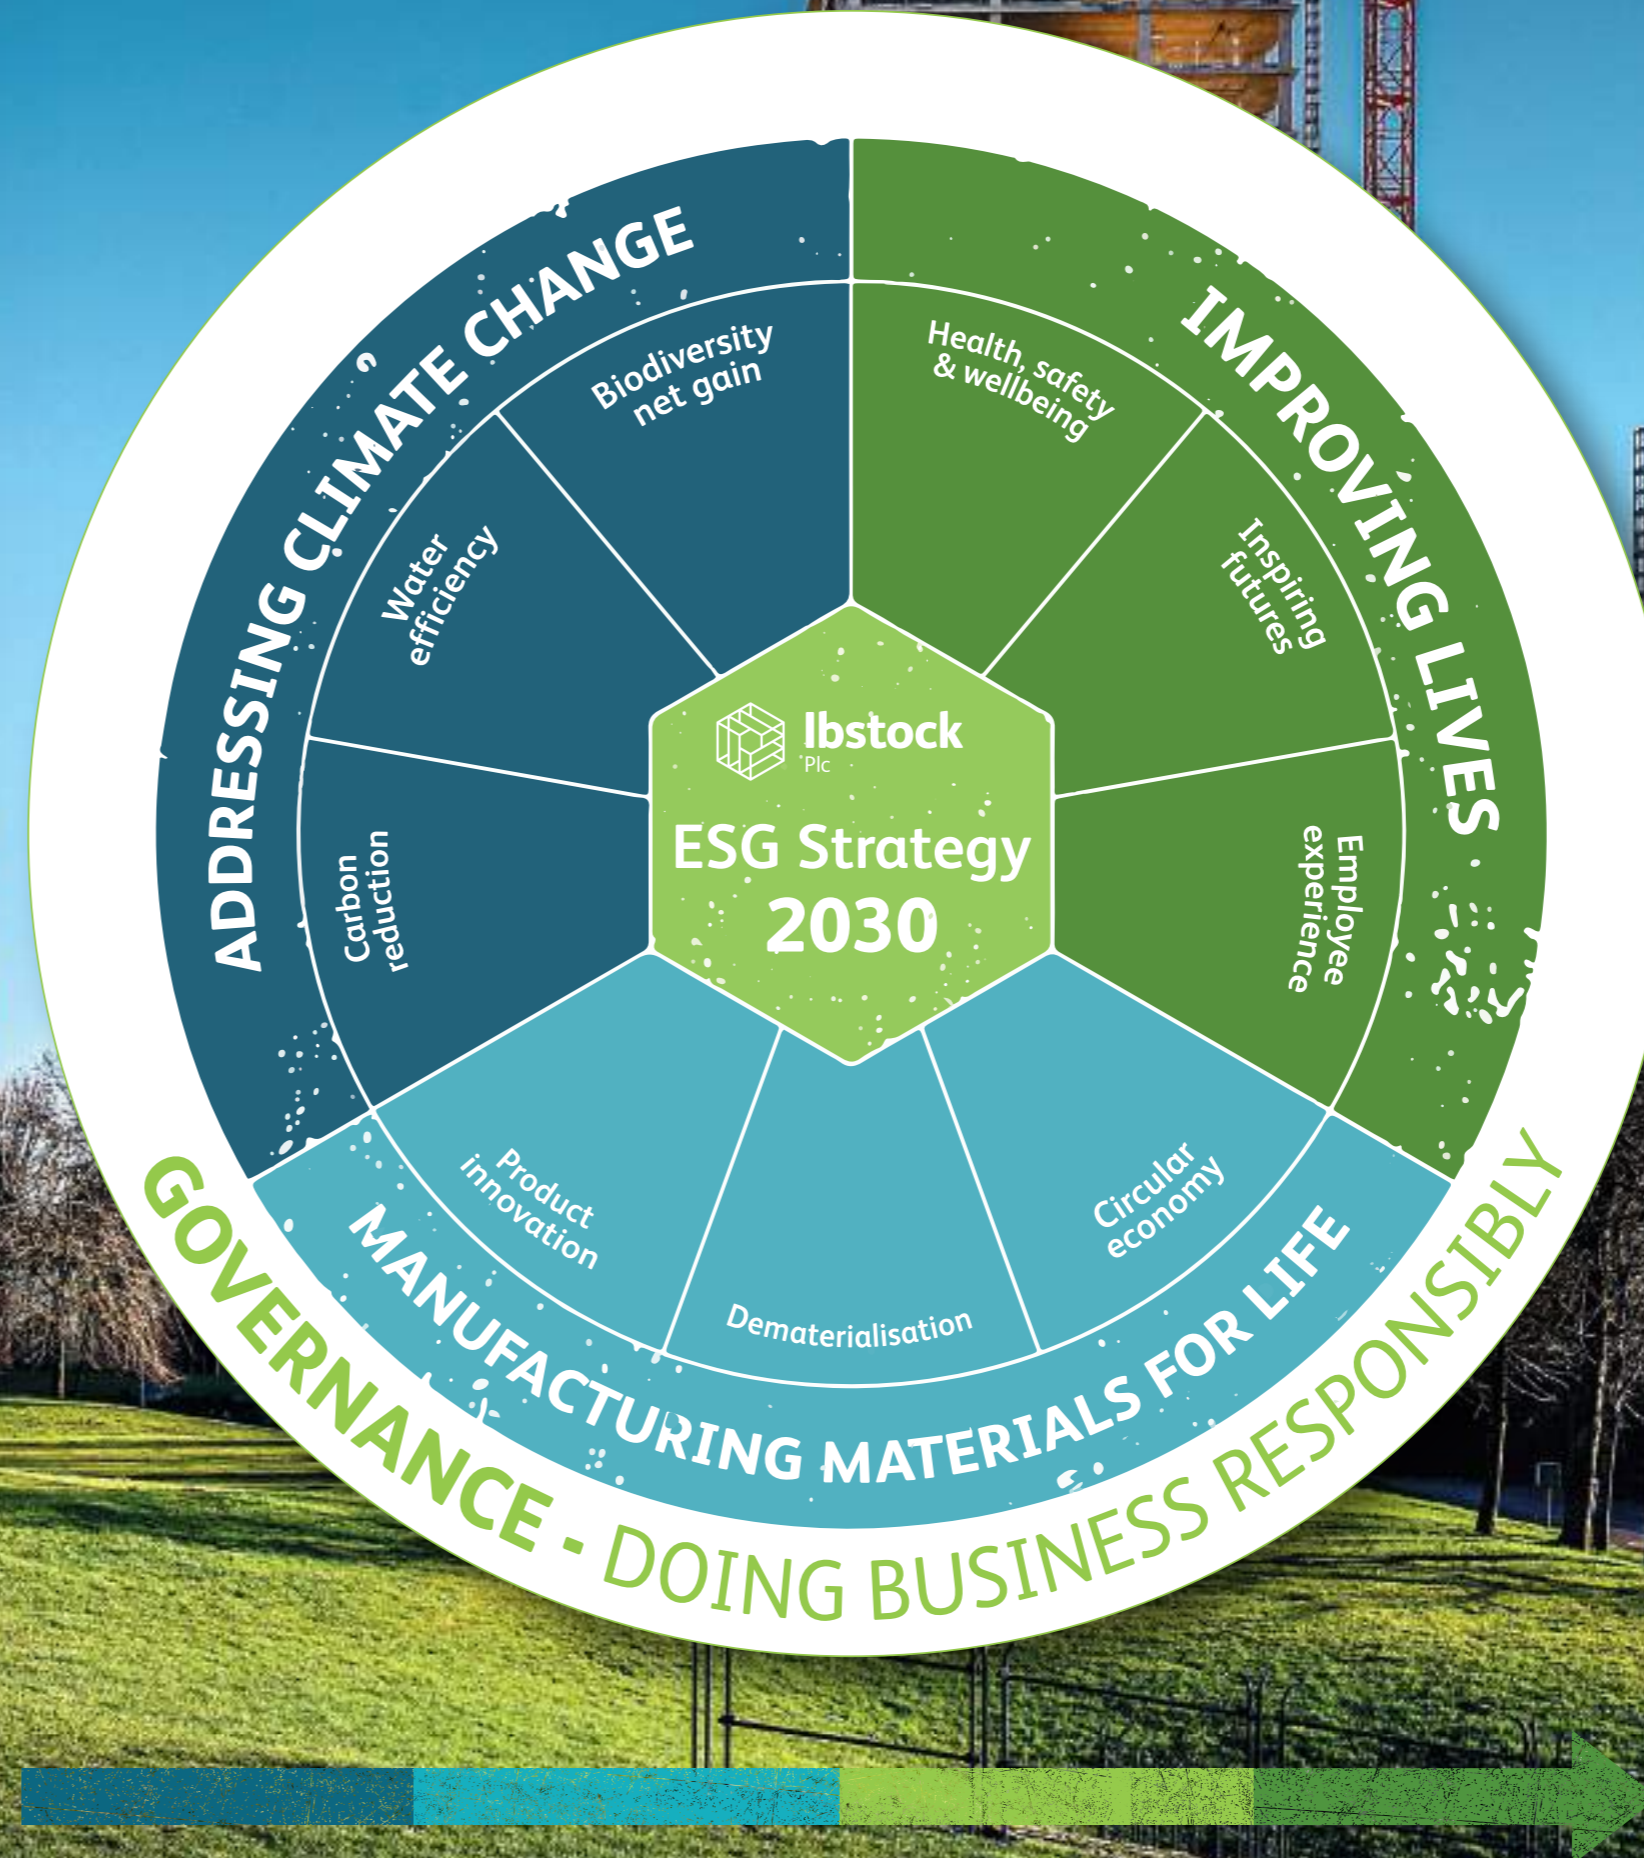 ADDRESSING CLIMATE CHANGE
Biodiversity
net gain
Water
efficiency
Carbon
reduction
IMPROVING LIVES
Health, safety
& wellbeing
Inspiring
futures
Employee
experience
Ibstock
Plc
ESG Strategy
2030
Product
innovation
Dematerialisation
Circular
economy
MANUFACTURING MATERIALS FOR LIFE
GOVERNANCE - DOING BUSINESS RESPONSIBLY